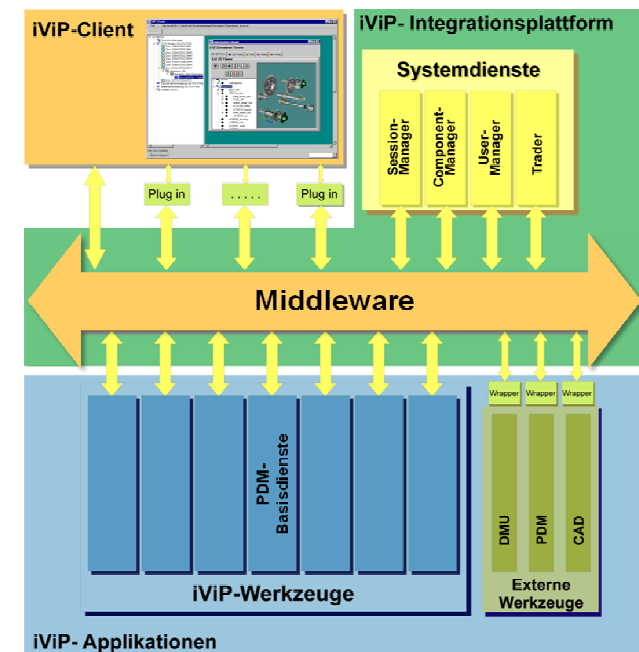 iViP-Client
iViP- Integrationsplattform
Systemdienste
Session-
Manager
Component-
Manager
User-
Manager
Trader
Plug in
.....
Plug in
Middleware
Wrapper
Wrapper
Wrapper
PDM-
Basisdienste
DMU
PDM
CAD
iViP-Werkzeuge
Externe
Werkzeuge
iViP- Applikationen